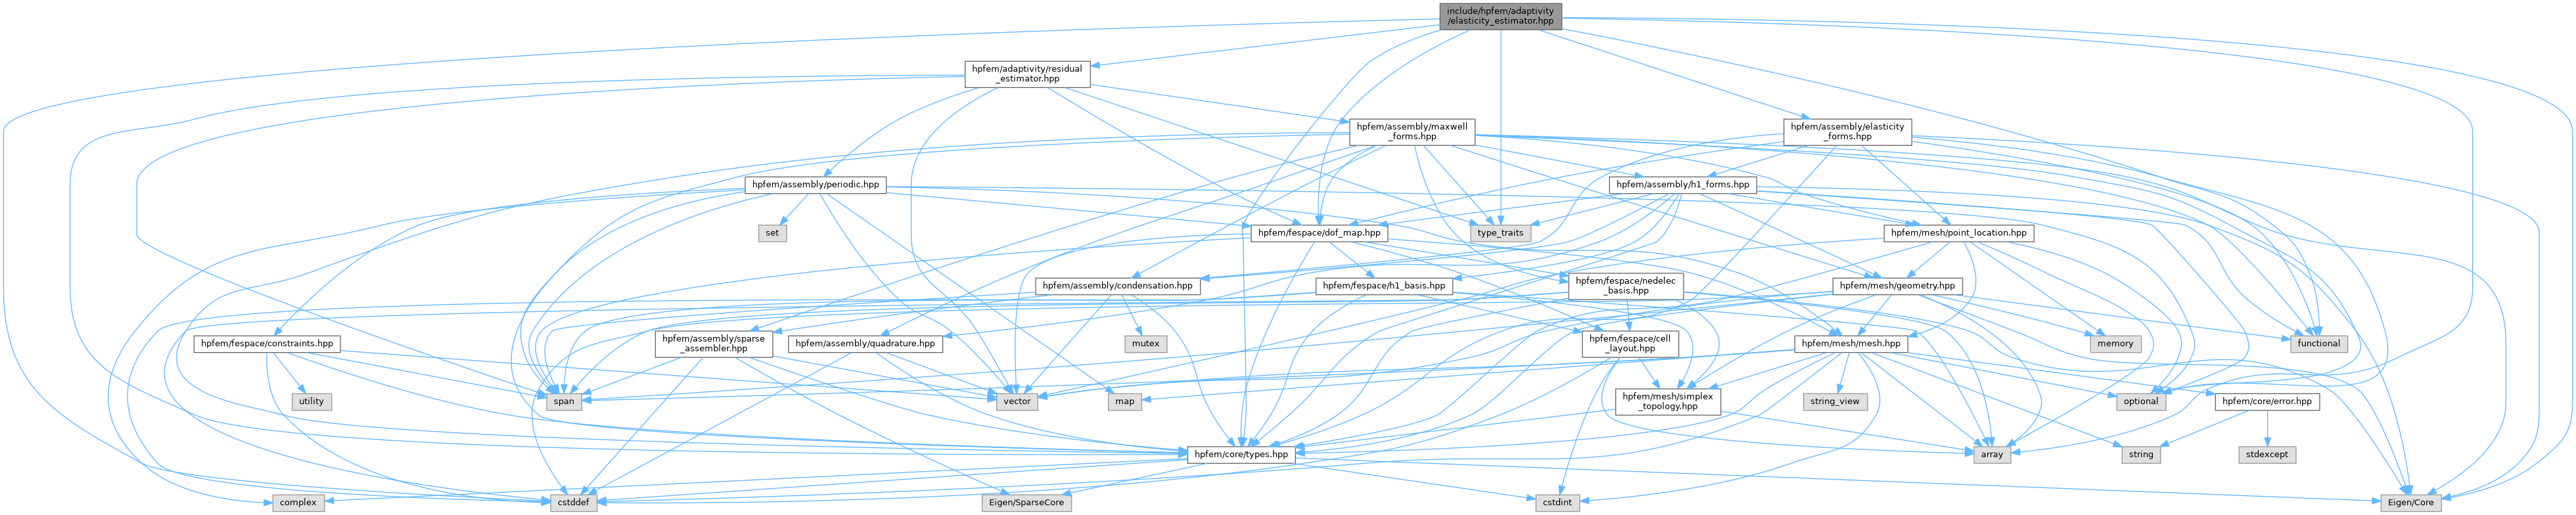 include/hpfem/adaptivity
/elasticity_estimator.hpp
hpfem/adaptivity/residual
_estimator.hpp
hpfem/assembly/maxwell
_forms.hpp
hpfem/assembly/elasticity
_forms.hpp
hpfem/assembly/periodic.hpp
hpfem/assembly/h1_forms.hpp
set
hpfem/fespace/dof_map.hpp
type_traits
hpfem/mesh/point_location.hpp
hpfem/assembly/condensation.hpp
hpfem/fespace/h1_basis.hpp
hpfem/fespace/nedelec
_basis.hpp
hpfem/mesh/geometry.hpp
hpfem/fespace/constraints.hpp
hpfem/assembly/sparse
_assembler.hpp
hpfem/assembly/quadrature.hpp
mutex
hpfem/fespace/cell
_layout.hpp
hpfem/mesh/mesh.hpp
memory
functional
utility
span
vector
map
hpfem/mesh/simplex
_topology.hpp
string_view
optional
hpfem/core/error.hpp
hpfem/core/types.hpp
array
string
stdexcept
complex
cstddef
Eigen/SparseCore
cstdint
Eigen/Core